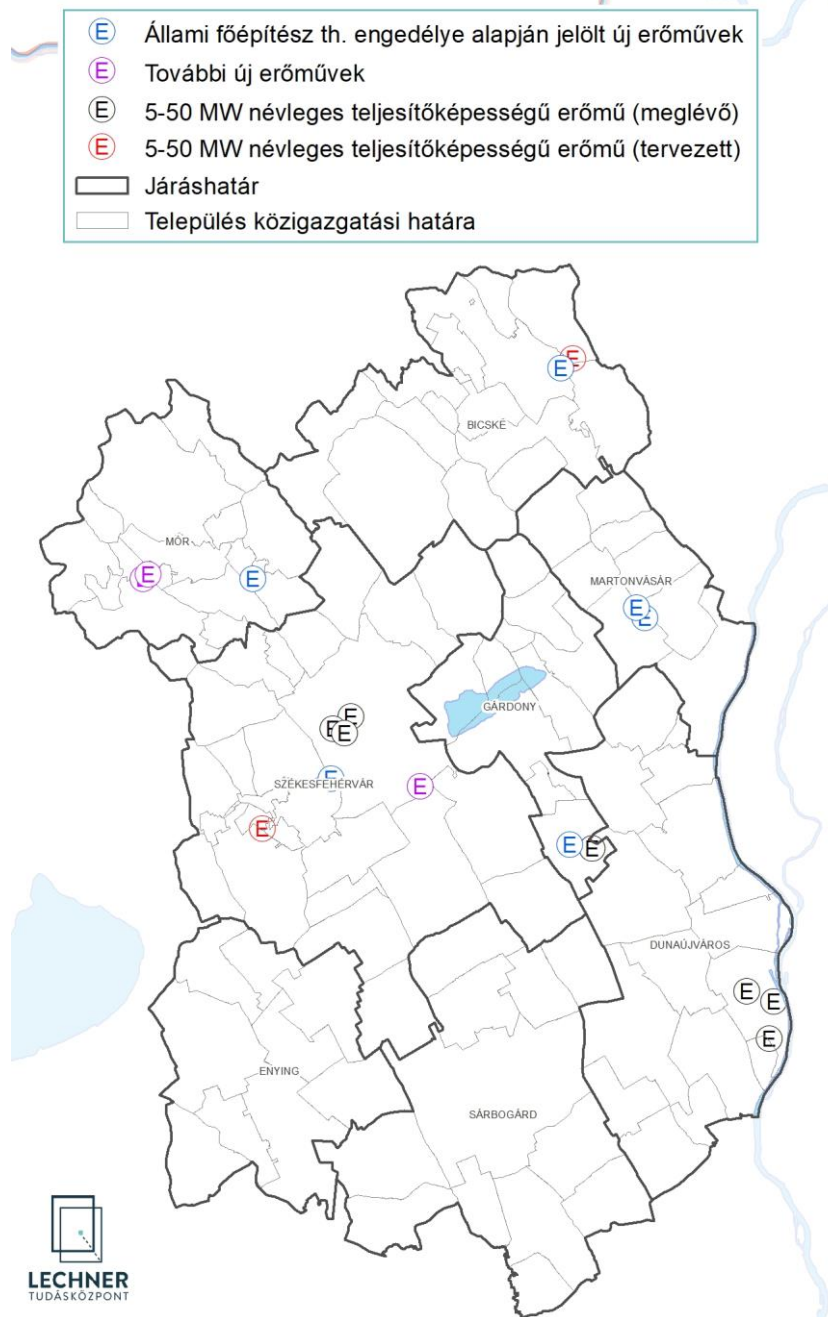 E Állami főépítész th. engedélye alapján jelölt új erőművek
E További új erőművek
E 5-50 MW névleges teljesítőképességű erőmű (meglévő)
E 5-50 MW névleges teljesítőképességű erőmű (tervezett)
Járáshatár
Település közigazgatási határa
E
E
BICSKE
MÓR
E
E
E
MARTONVÁSÁR
E
E
GÁRDONY
E
E
E
E
SZÉKESFEHÉRVÁR
E
E
E
E
DUNAÚJVÁROS
E
E
E
ENYING
SÁRBOGÁRD
LECHNER
TUDÁSKÖZPONT